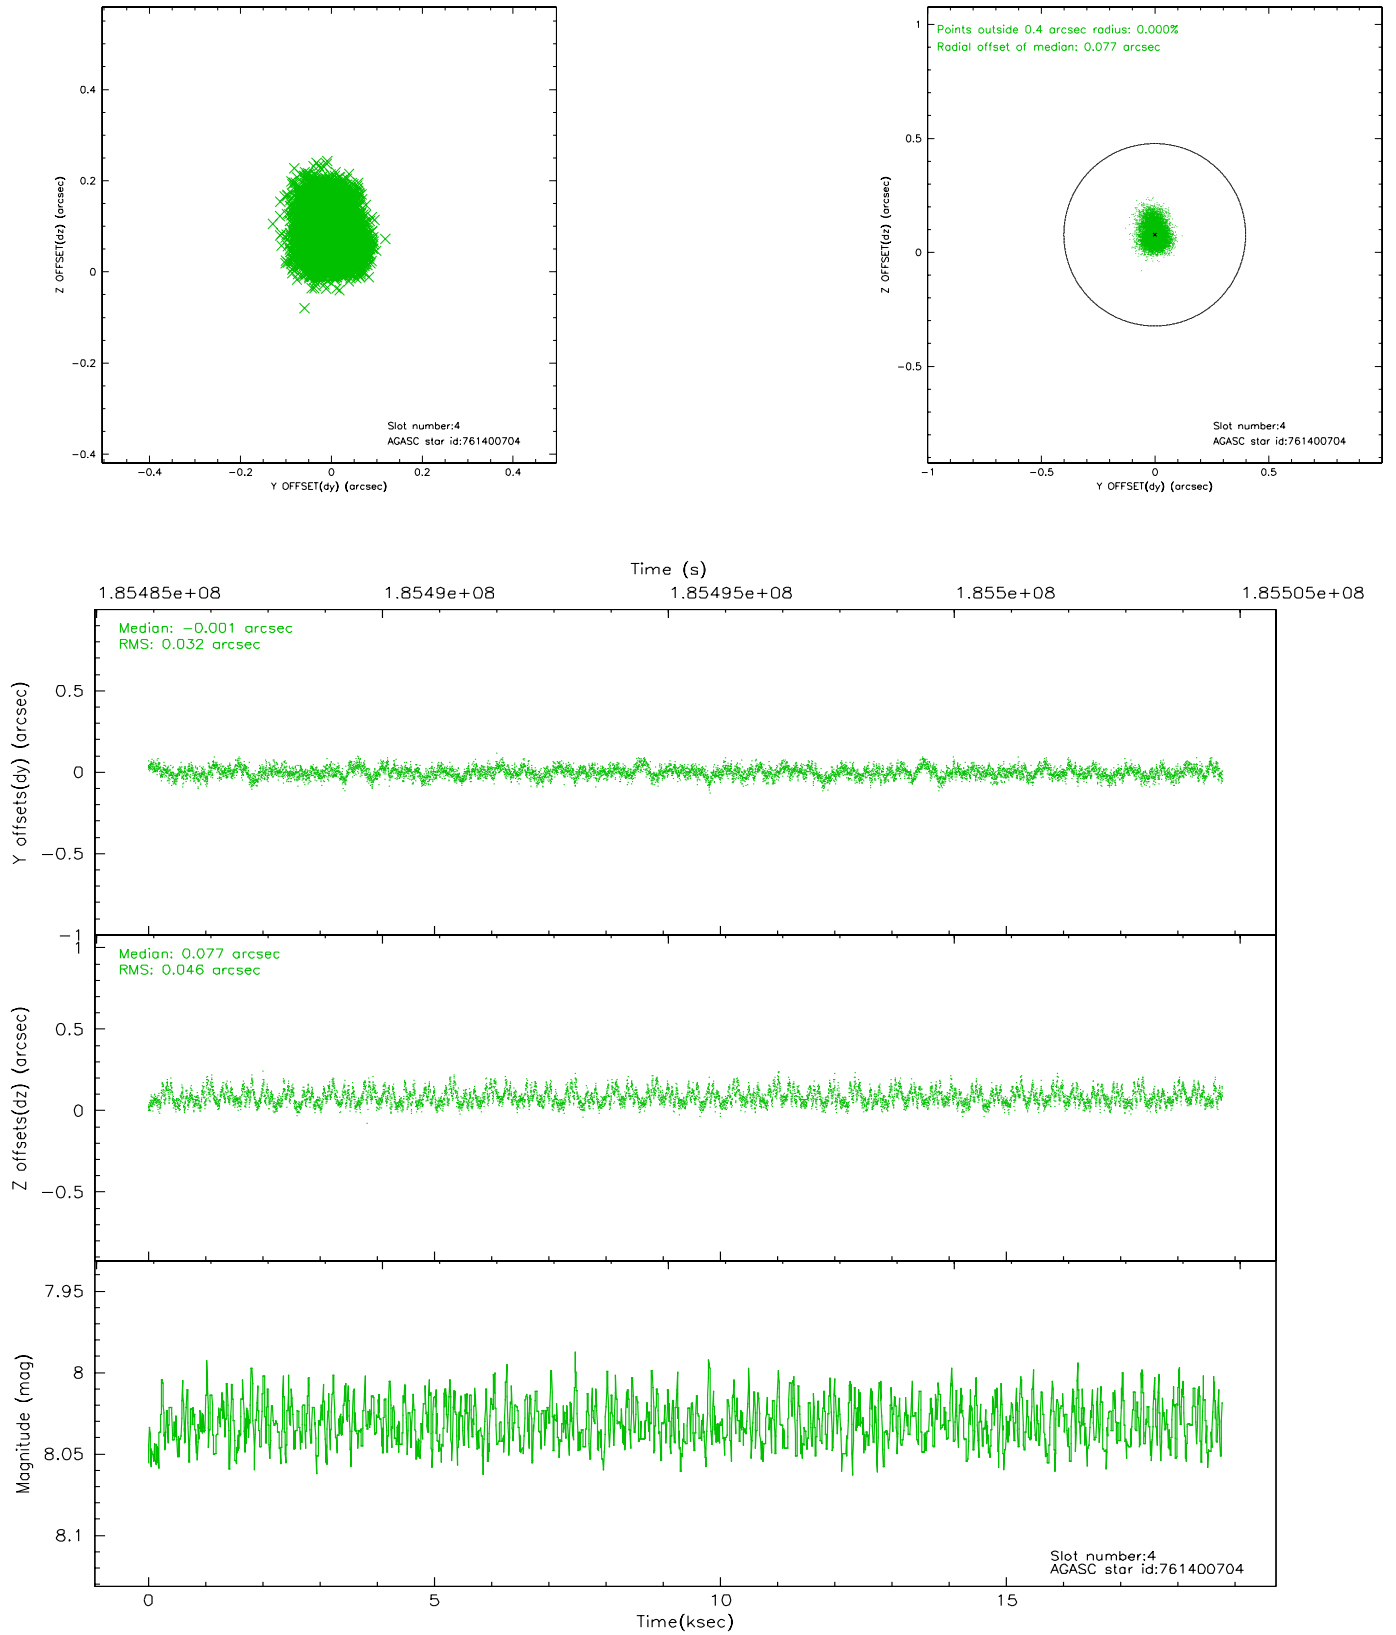 0.4
0.2
0
−0.2
−0.4
Z OFFSET(dz) (arcsec)
Slot number:4
AGASC star id:761400704
−0.4 −0.2 0 0.2 0.4
Y OFFSET(dy) (arcsec)
Points outside 0.4 arcsec radius: 0.000%
Radial offset of median: 0.077 arcsec
1
0.5
0
−0.5
Z OFFSET(dz) (arcsec)
Slot number:4
AGASC star id:761400704
−1 −0.5 0 0.5
Y OFFSET(dy) (arcsec)
Time (s)
1.85485e+08 1.8549e+08 1.85495e+08 1.855e+08 1.85505e+08
Median: −0.001 arcsec
RMS: 0.032 arcsec
0.5
0
−0.5
−1
Y offsets(dy) (arcsec)
Median: 0.077 arcsec
RMS: 0.046 arcsec
1
0.5
0
−0.5
Z offsets(dz) (arcsec)
7.95
8
8.05
8.1
Magnitude (mag)
Slot number:4
AGASC star id:761400704
0 5 10 15
Time(ksec)